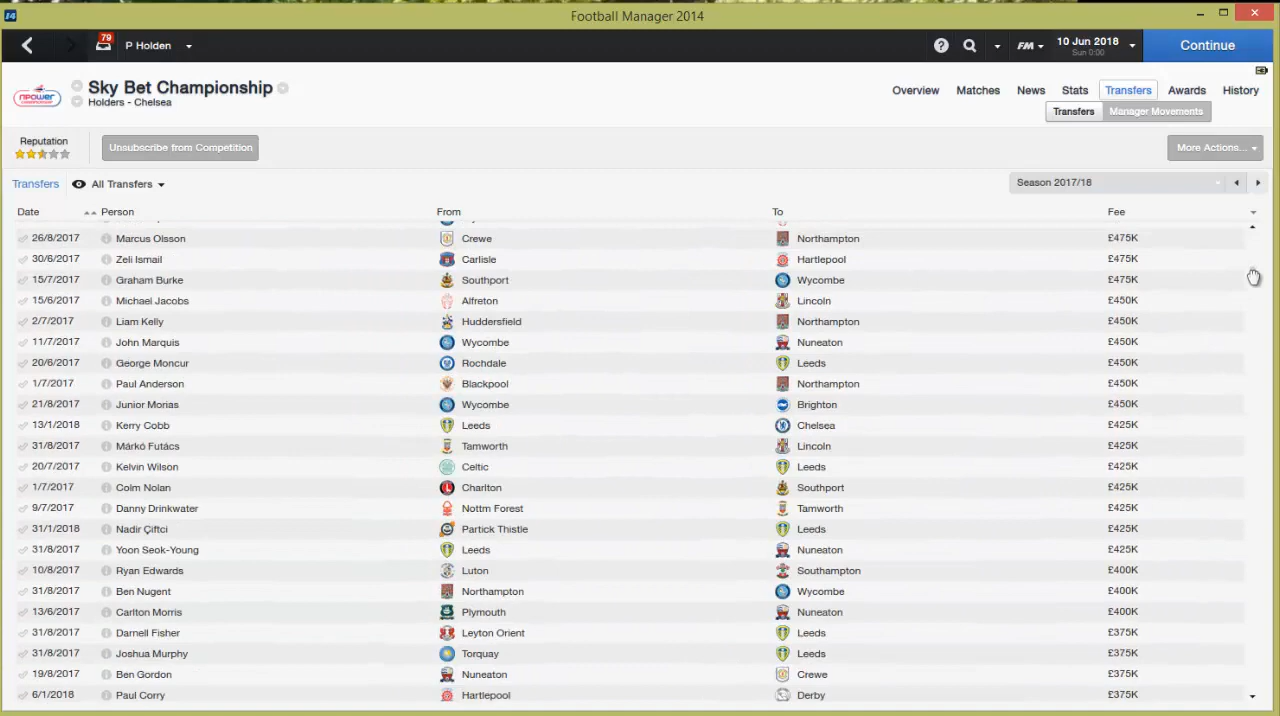 14 Football Manager 2014
79 P Holden FM 10 Jun 2018 Sun 0:00 Continue
npower Sky Bet Championship
Holders - Chelsea
Overview Matches News Stats Transfers Awards History
Transfers Manager Movements
Reputation Unsubscribe from Competition More Actions...
Transfers All Transfers Season 2017/18
Date Person From To Fee
26/8/2017 Marcus Olsson Crewe Northampton £475K
30/6/2017 Zeli Ismail Carlisle Hartlepool £475K
15/7/2017 Graham Burke Southport Wycombe £475K
15/6/2017 Michael Jacobs Alfreton Lincoln £450K
2/7/2017 Liam Kelly Huddersfield Northampton £450K
11/7/2017 John Marquis Wycombe Nuneaton £450K
20/6/2017 George Moncur Rochdale Leeds £450K
1/7/2017 Paul Anderson Blackpool Northampton £450K
21/8/2017 Junior Morias Wycombe Brighton £450K
13/1/2018 Kerry Cobb Leeds Chelsea £425K
31/8/2017 Márkó Futács Tamworth Lincoln £425K
20/7/2017 Kelvin Wilson Celtic Leeds £425K
1/7/2017 Colm Nolan Charlton Southport £425K
9/7/2017 Danny Drinkwater Nottm Forest Tamworth £425K
31/1/2018 Nadir Çiftci Partick Thistle Leeds £425K
31/8/2017 Yoon Seok-Young Leeds Nuneaton £425K
10/8/2017 Ryan Edwards Luton Southampton £400K
31/8/2017 Ben Nugent Northampton Wycombe £400K
13/6/2017 Carlton Morris Plymouth Nuneaton £400K
31/8/2017 Darnell Fisher Leyton Orient Leeds £375K
31/8/2017 Joshua Murphy Torquay Leeds £375K
19/8/2017 Ben Gordon Nuneaton Crewe £375K
6/1/2018 Paul Corry Hartlepool Derby £375K